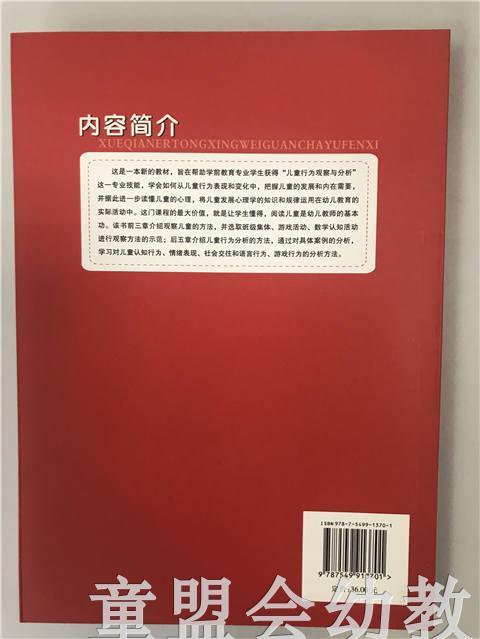 内容简介
XUEQIANERTONGXINGWEIGUANCHAYUFENXI
这是一本新的教材，旨在帮助学前教育专业学生获得“儿童行为观察与分析”
这一专业技能，学会如何从儿童行为表现和变化中，把握儿童的发展和内在需要，
并据此进一步读懂儿童的心理，将儿童发展心理学的知识和规律运用在幼儿教育的
实际活动中。这门课程的最大价值，就是让学生懂得，阅读儿童是幼儿教师的基本
功。该书前三章介绍观察儿童的方法，并选取班级集体、游戏活动、数学认知活动
进行观察方法的示范；后五章介绍儿童行为分析的方法，通过对具体案例的分析，
学习对儿童认知行为、情绪表现、社会交往和语言行为、游戏行为的分析方法。
ISBN 978-7-5499-1370-1
9 787549 913701>
定价:36.00元
童盟会幼教